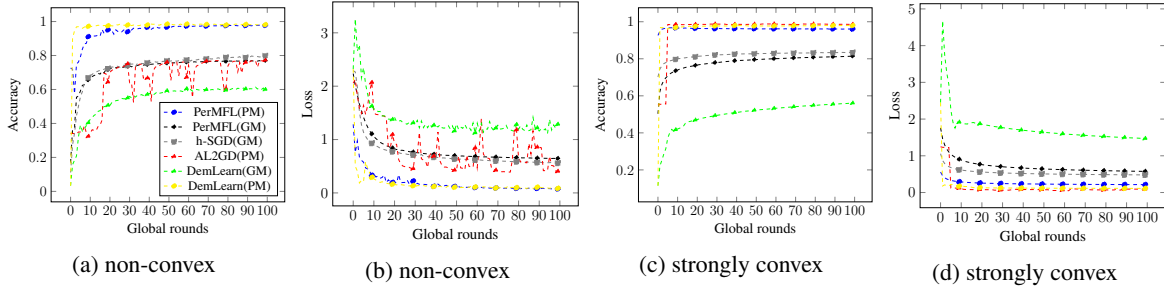 Accuracy
1
0.8
0.6
0.4
0.2
0
PerMFL(PM)
PerMFL(GM)
h-SGD(GM)
AL2GD(PM)
DemLearn(GM)
DemLearn(PM)
0 10 20 30 40 50 60 70 80 90 100
Global rounds
(a) non-convex
Loss
3
2
1
0
0 10 20 30 40 50 60 70 80 90 100
Global rounds
(b) non-convex
Accuracy
1
0.8
0.6
0.4
0.2
0 10 20 30 40 50 60 70 80 90 100
Global rounds
(c) strongly convex
Loss
5
4
3
2
1
0
0 10 20 30 40 50 60 70 80 90 100
Global rounds
(d) strongly convex